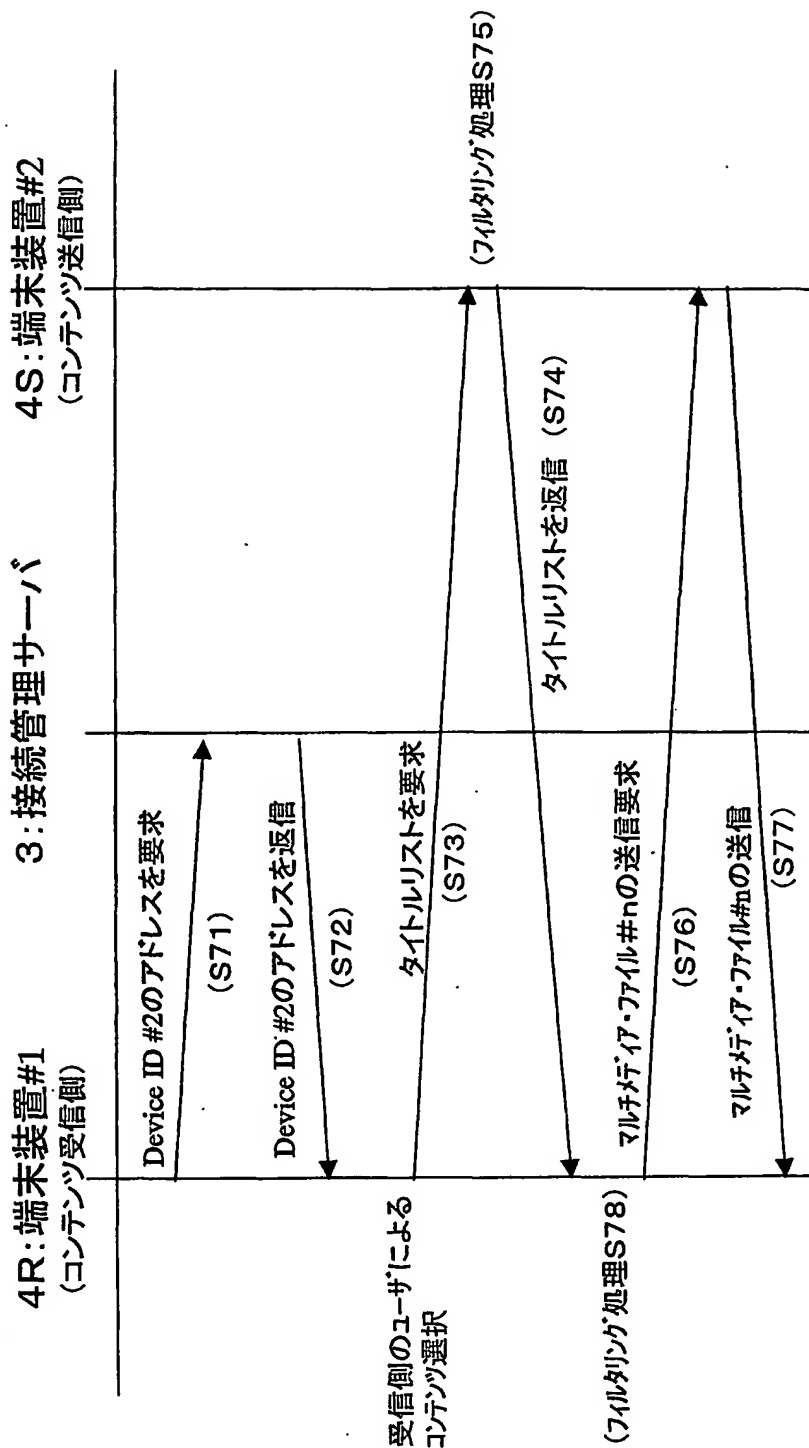 4R:端末装置#1
(コンテンツ受信側)
3:接続管理サーバ
4S:端末装置#2
(コンテンツ送信側)
Device ID #2のアドレスを要求
(S71)
Device ID #2のアドレスを返信
(S72)
受信側のユーザによる
コンテンツ選択
タイトルリストを要求
(S73)
(フィルタリング処理S75)
タイトルリストを返信 (S74)
(フィルタリング処理S78)
マルチメディア・ファイル#nの送信要求
(S76)
マルチメディア・ファイル#nの送信
(S77)